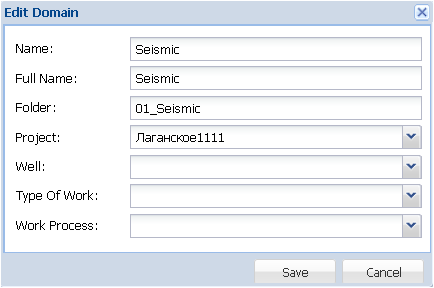 Edit Domain
Name: Seismic
Full Name: Seismic
Folder: 01_Seismic
Project: Лаганское1111
Well:
Type Of Work:
Work Process:
Save Cancel